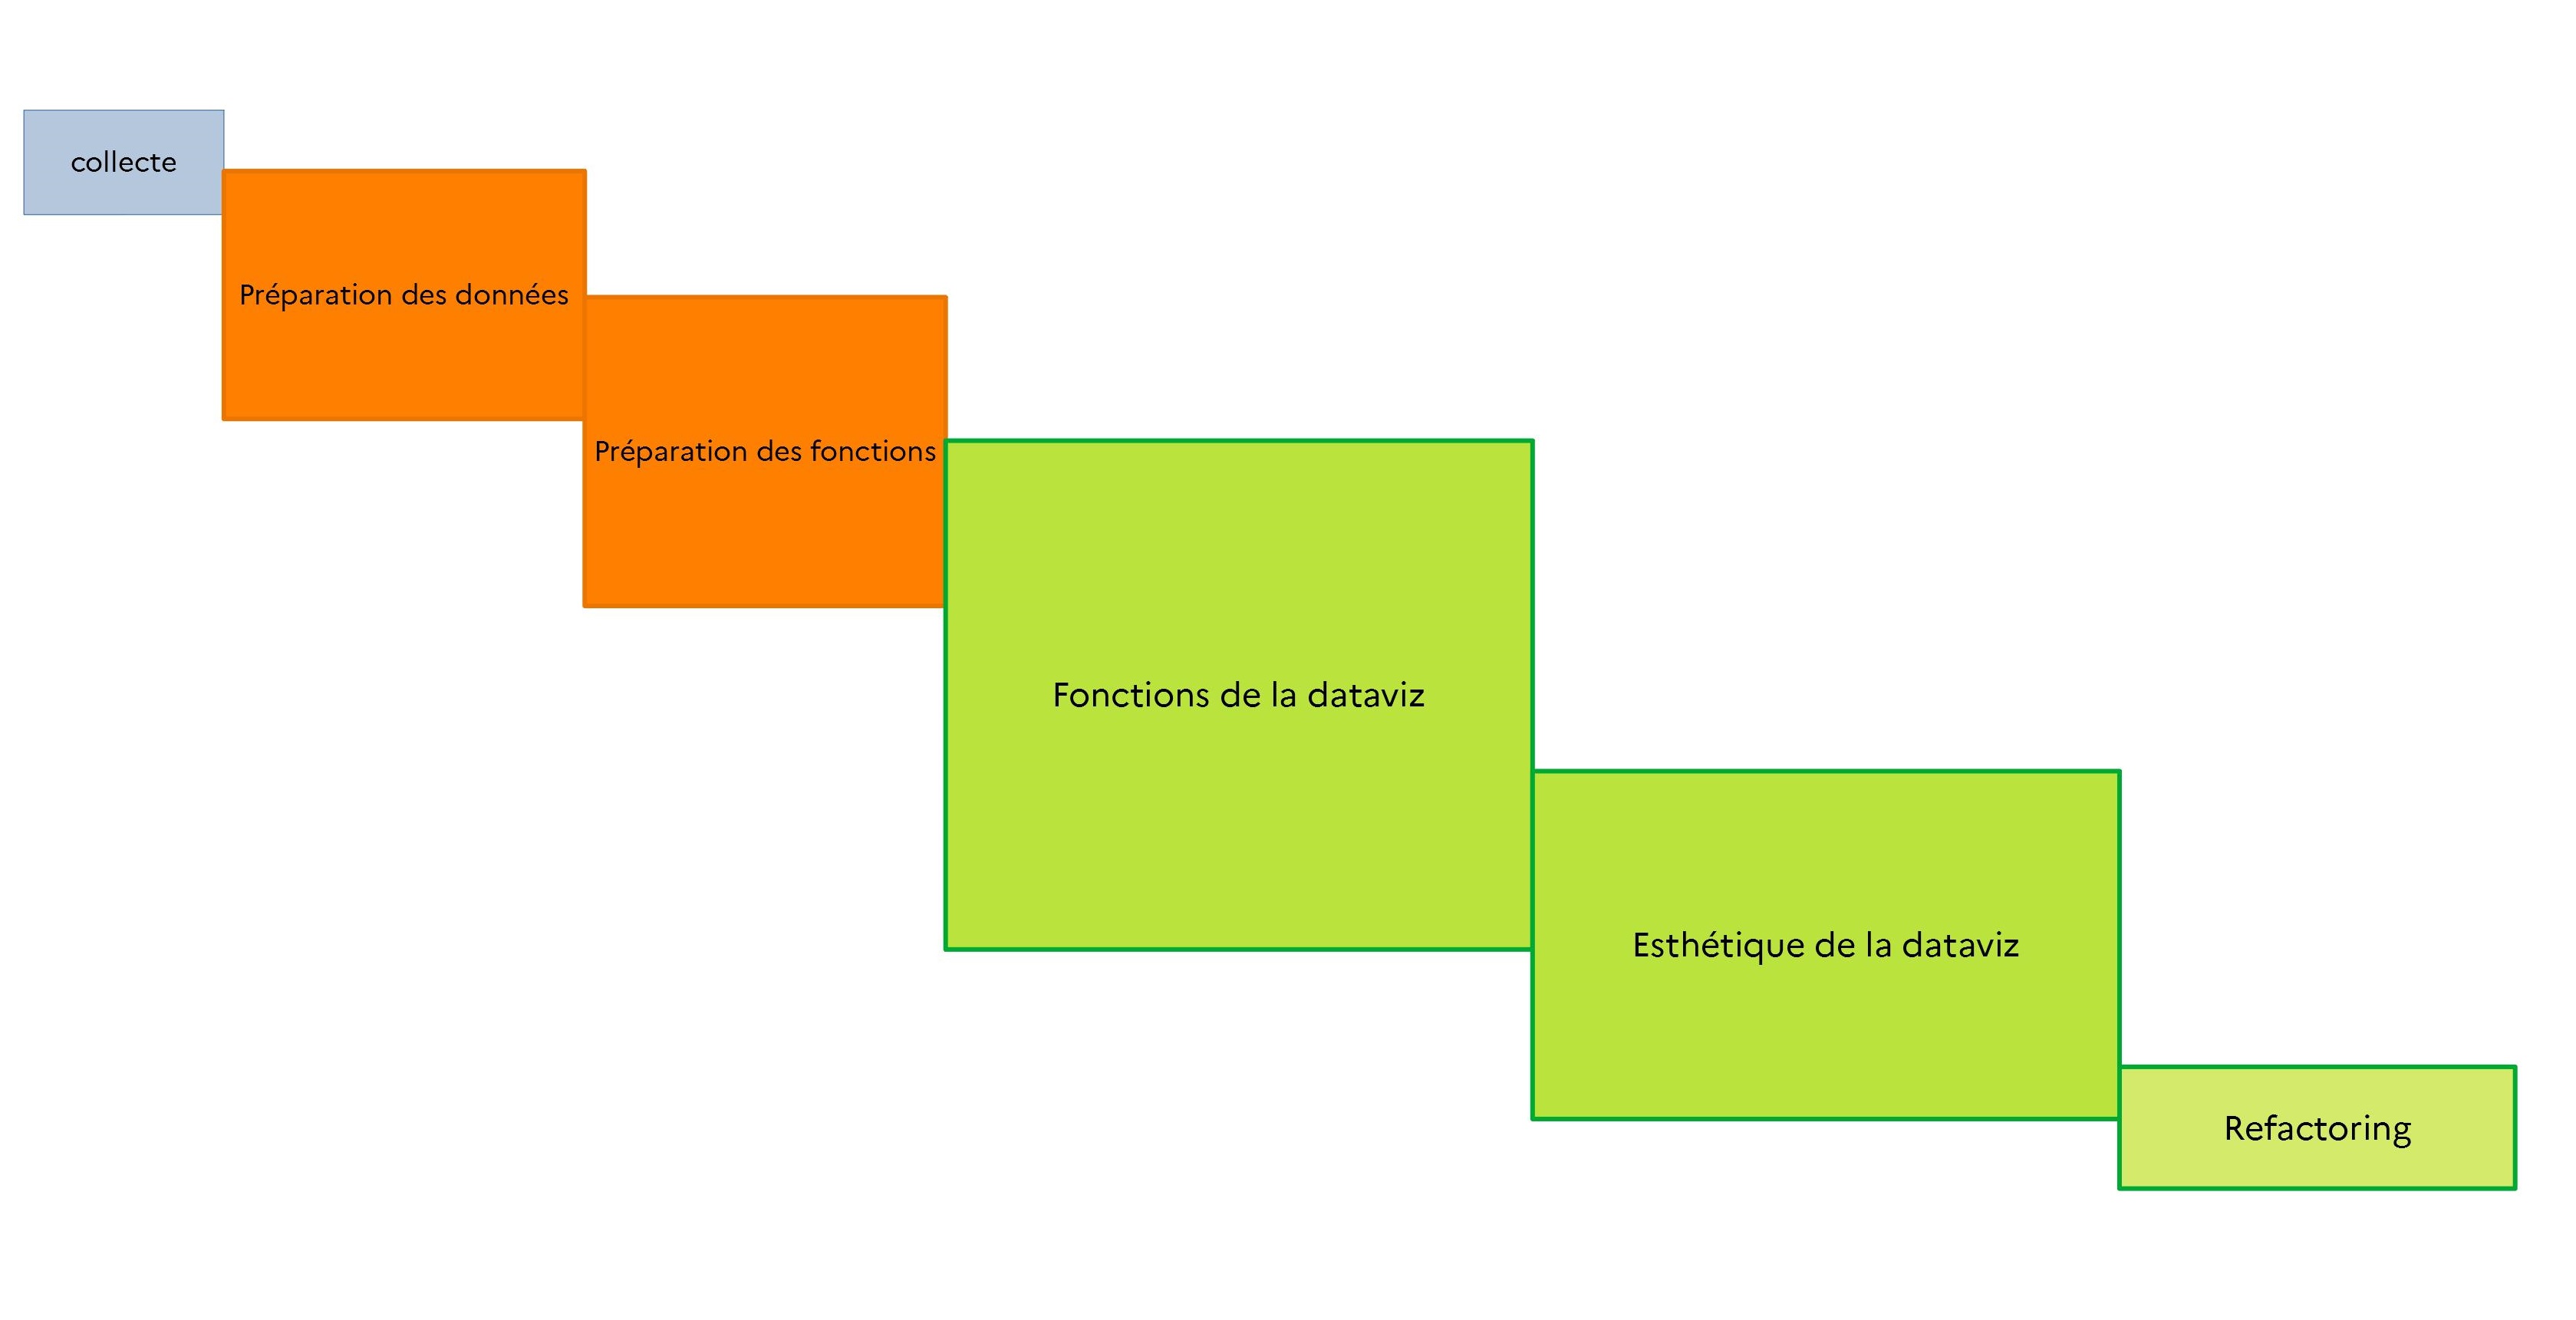 collecte
Préparation des données
Préparation des fonctions
Fonctions de la dataviz
Esthétique de la dataviz
Refactoring